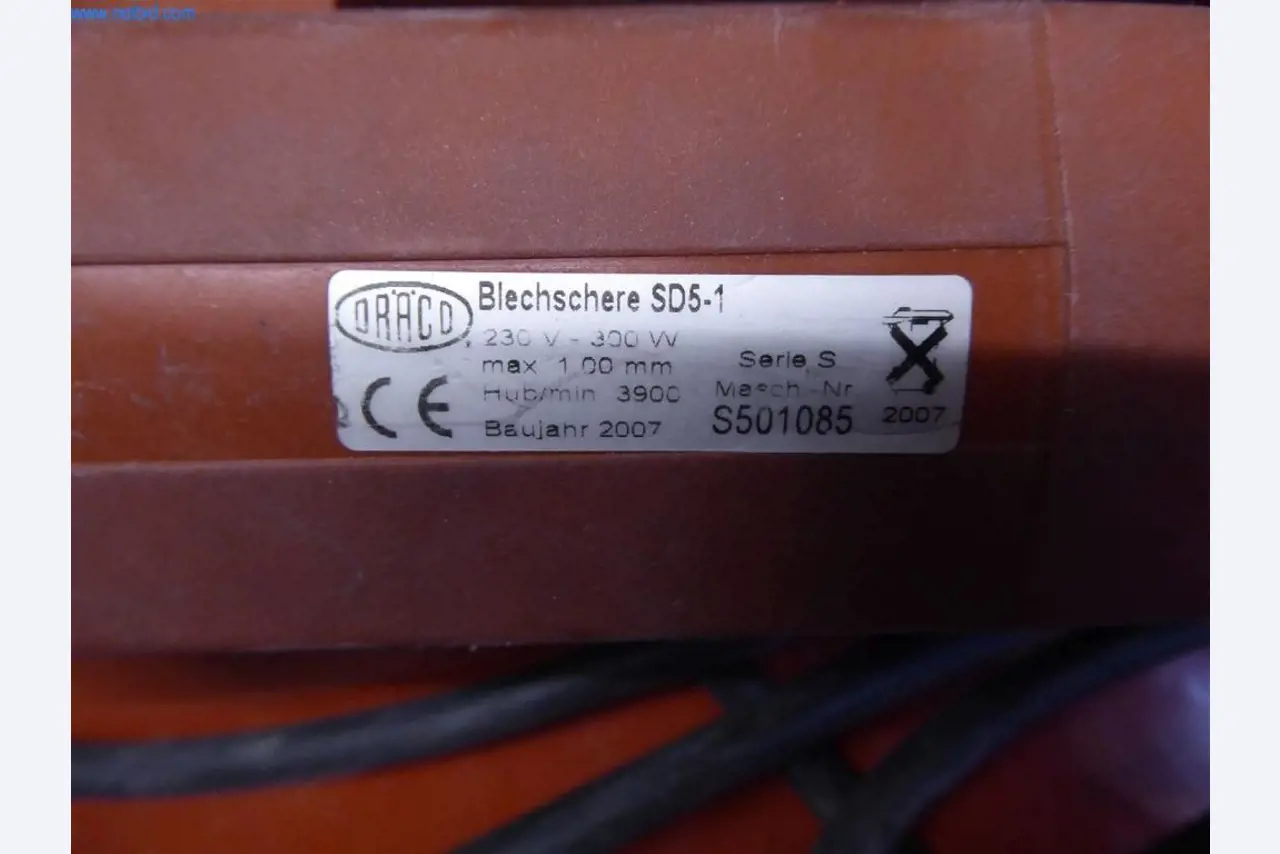 www.netbid.com
DRÄCO
Blechschere SD5-1
230 V - 300 W
max 1,00 mm
Serie S
Hub/min 3900
Masch.-Nr
CE
Baujahr 2007
S501085
2007